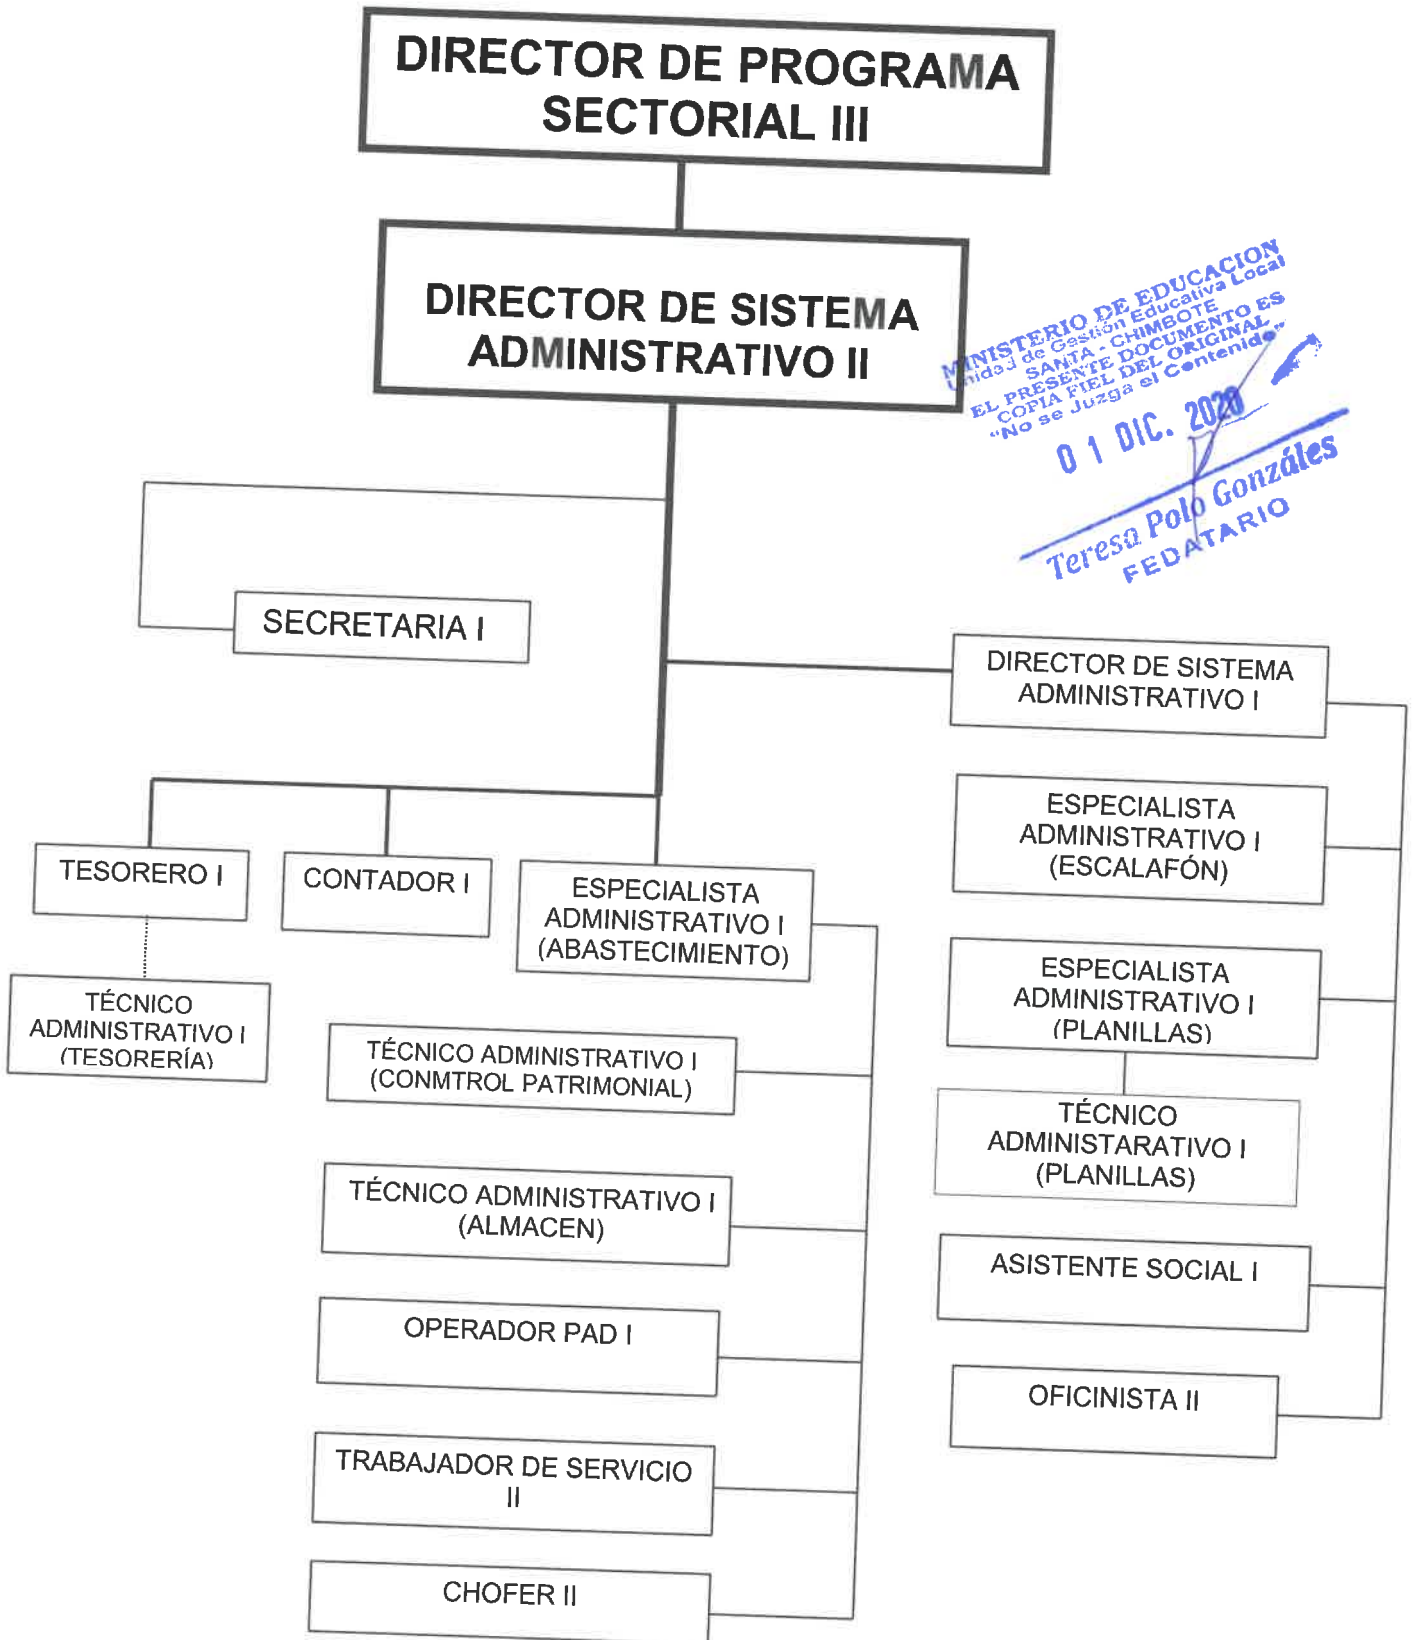 DIRECTOR DE PROGRAMA
SECTORIAL III
DIRECTOR DE SISTEMA
ADMINISTRATIVO II
MINISTERIO DE EDUCACION
Unidad de Gestión Educativa Local
SANTA - CHIMBOTE
EL PRESENTE DOCUMENTO ES
COPIA FIEL DEL ORIGINAL
"No se Juzga el Contenido"
01 DIC. 2020
Teresa Polo Gonzáles
FEDATARIO
SECRETARIA I
DIRECTOR DE SISTEMA
ADMINISTRATIVO I
ESPECIALISTA
ADMINISTRATIVO I
(ESCALAFÓN)
TESORERO I
CONTADOR I
ESPECIALISTA
ADMINISTRATIVO I
(ABASTECIMIENTO)
ESPECIALISTA
ADMINISTRATIVO I
(PLANILLAS)
TÉCNICO
ADMINISTRATIVO I
(TESORERÍA)
TÉCNICO ADMINISTRATIVO I
(CONMTROL PATRIMONIAL)
TÉCNICO
ADMINISTARATIVO I
(PLANILLAS)
TÉCNICO ADMINISTRATIVO I
(ALMACEN)
ASISTENTE SOCIAL I
OPERADOR PAD I
OFICINISTA II
TRABAJADOR DE SERVICIO
II
CHOFER II